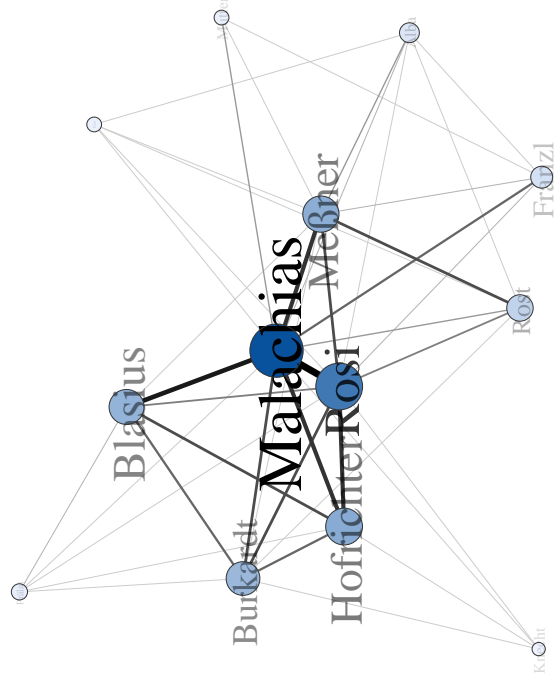 Malachias
Rosi
Meßner
Blasius
Hofrichter
Burkardt
Rost
Franzl